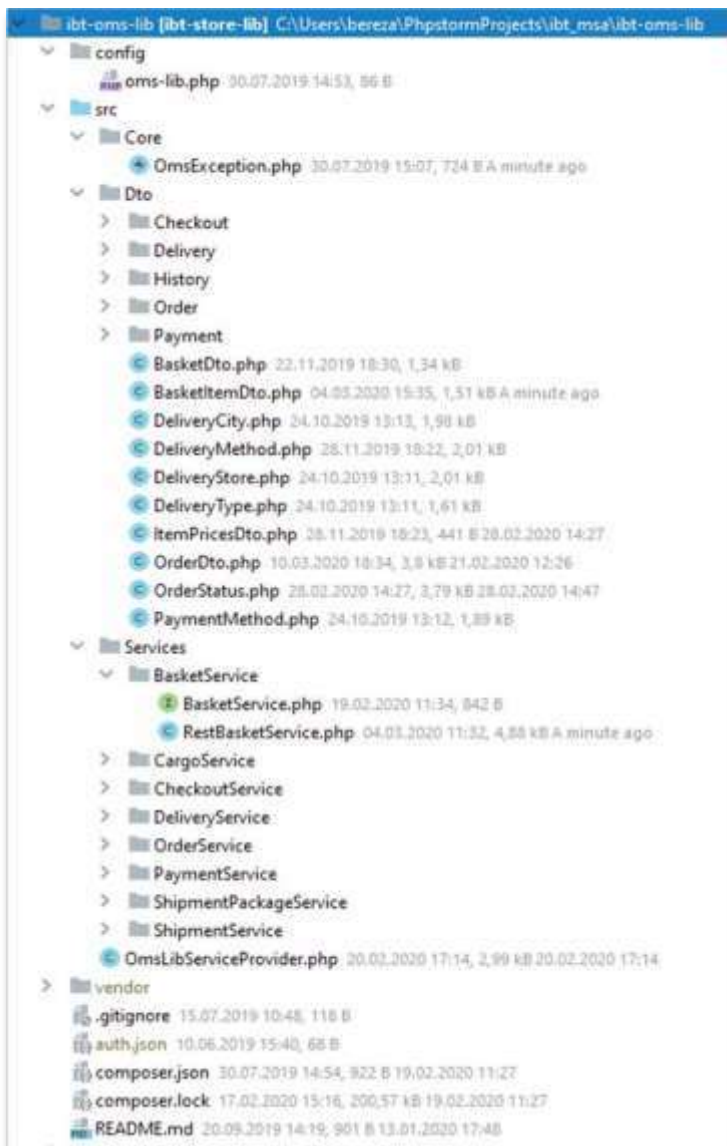 ibt-oms-lib [ibt-store-lib] C:\Users\bereza\PhpstormProjects\ibt_msa\ibt-oms-lib
config
oms-lib.php 30.07.2019 14:53, 86 B
src
Core
OmsException.php 30.07.2019 15:07, 724 B A minute ago
Dto
Checkout
Delivery
History
Order
Payment
BasketDto.php 22.11.2019 18:30, 1,34 kB
BasketItemDto.php 04.03.2020 15:35, 1,51 kB A minute ago
DeliveryCity.php 24.10.2019 13:13, 1,98 kB
DeliveryMethod.php 28.11.2019 18:22, 2,01 kB
DeliveryStore.php 24.10.2019 13:11, 2,01 kB
DeliveryType.php 24.10.2019 13:11, 1,61 kB
ItemPricesDto.php 28.11.2019 18:23, 441 B 28.02.2020 14:27
OrderDto.php 10.03.2020 18:34, 3,8 kB 21.02.2020 12:26
OrderStatus.php 28.02.2020 14:27, 3,79 kB 28.02.2020 14:47
PaymentMethod.php 24.10.2019 13:12, 1,89 kB
Services
BasketService
BasketService.php 19.02.2020 11:34, 842 B
RestBasketService.php 04.03.2020 11:32, 4,88 kB A minute ago
CargoService
CheckoutService
DeliveryService
OrderService
PaymentService
ShipmentPackageService
ShipmentService
OmsLibServiceProvider.php 20.02.2020 17:14, 2,99 kB 20.02.2020 17:14
vendor
.gitignore 15.07.2019 10:48, 118 B
auth.json 10.06.2019 15:40, 68 B
composer.json 30.07.2019 14:54, 922 B 19.02.2020 11:27
composer.lock 17.02.2020 15:16, 200,57 kB 19.02.2020 11:27
README.md 20.09.2019 14:19, 901 B 13.01.2020 17:48